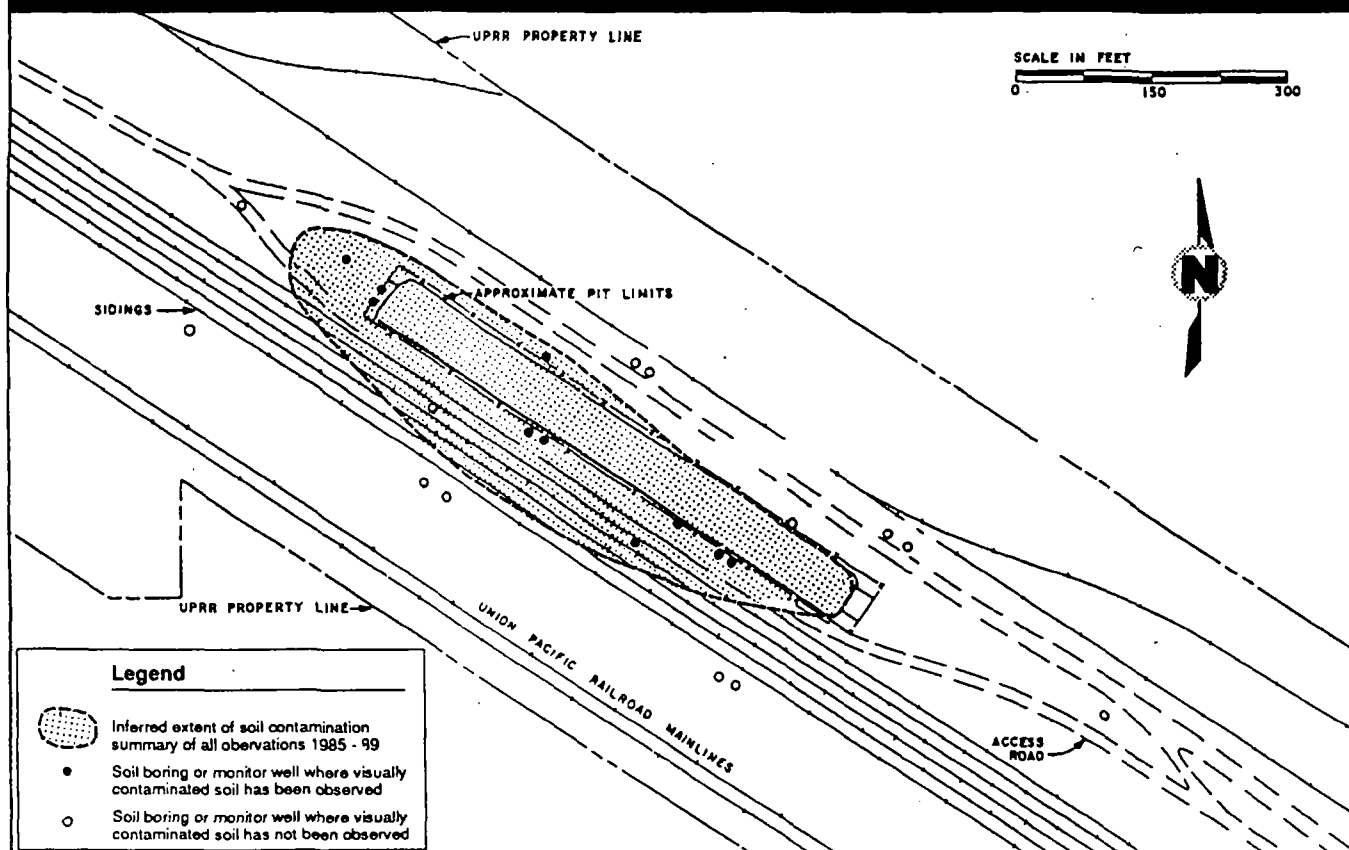 UPRR PROPERTY LINE
SCALE IN FEET
0 150 300
N
APPROXIMATE PIT LIMITS
SIDINGS
UPRR PROPERTY LINE
UNION PACIFIC RAILROAD MAINLINES
ACCESS
ROAD
Legend
Inferred extent of soil contamination
summary of all obervations 1985 - 89
Soil boring or monitor well where visually
contaminated soil has been observed
Soil boring or monitor well where visually
contaminated soil has not been observed